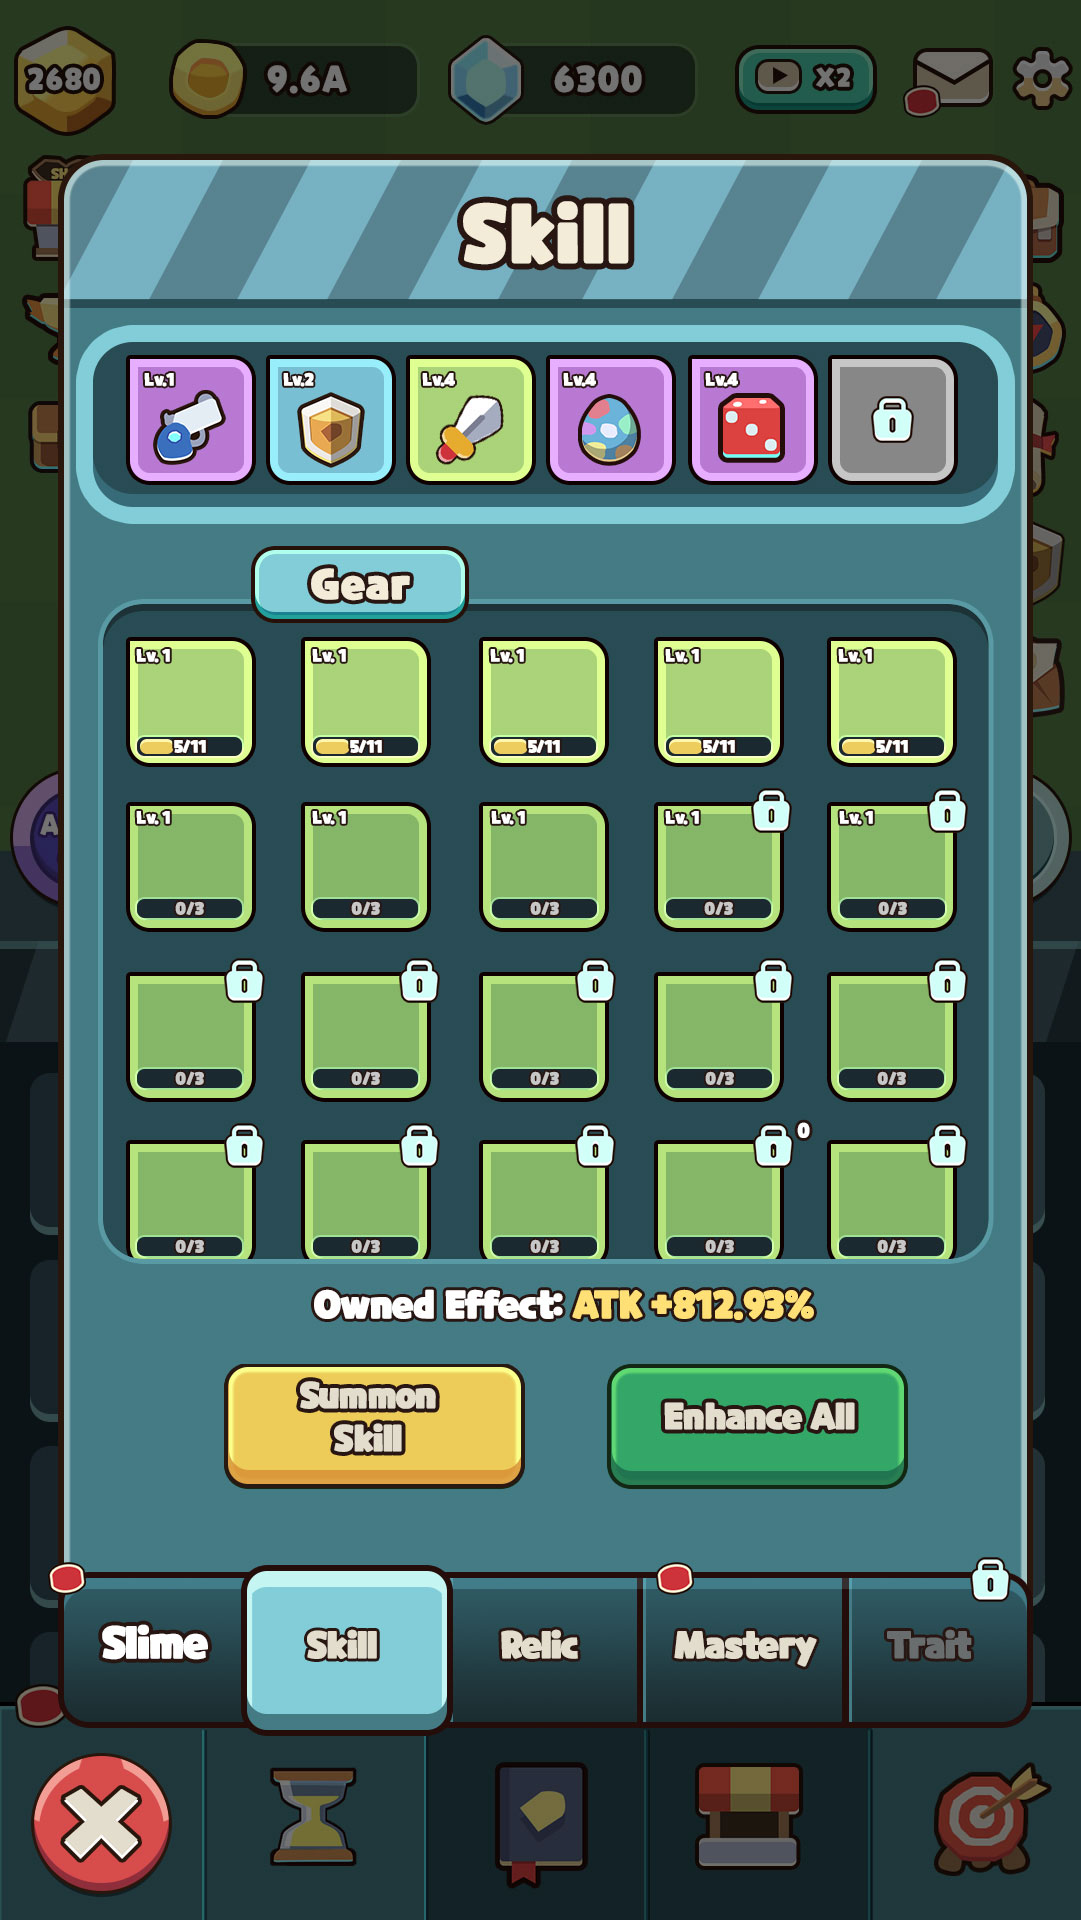 2680
9.6A
6300
X2
SH
Skill
Lv.1
Lv.2
Lv.4
Lv.4
Lv.4
Gear
Lv. 1
Lv. 1
Lv. 1
Lv. 1
Lv. 1
5/11
5/11
5/11
5/11
5/11
Lv. 1
Lv. 1
Lv. 1
Lv. 1
Lv. 1
A
0/3
0/3
0/3
0/3
0/3
0/3
0/3
0/3
0/3
0/3
0
0/3
0/3
0/3
0/3
0/3
Owned Effect: ATK +812.93%
Summon
Skill
Enhance All
Slime
Skill
Relic
Mastery
Trait